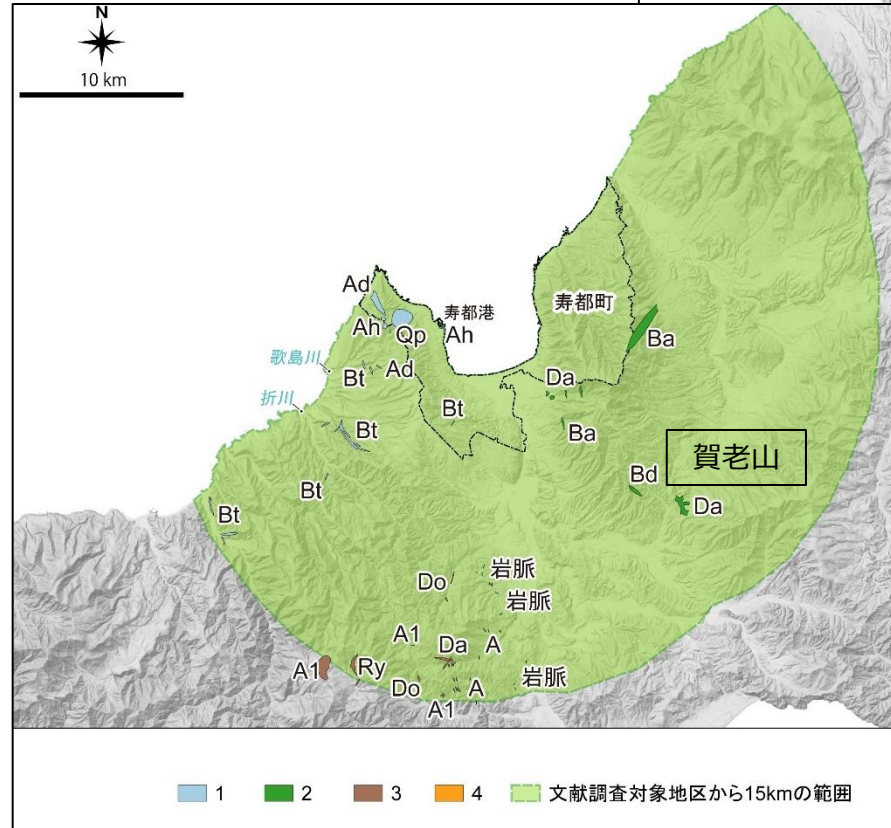 N
10 km
Ad
寿都港
寿都町
Ah
Qp
Ah
Ba
歌島川
Bt
Ad
Da
折川
Bt
Bt
Ba
賀老山
Bt
Bd
Bt
Da
Do
岩脈
岩脈
A1
Da
A
A1
Ry
Do
A
岩脈
A1
1
2
3
4
文献調査対象地区から15kmの範囲